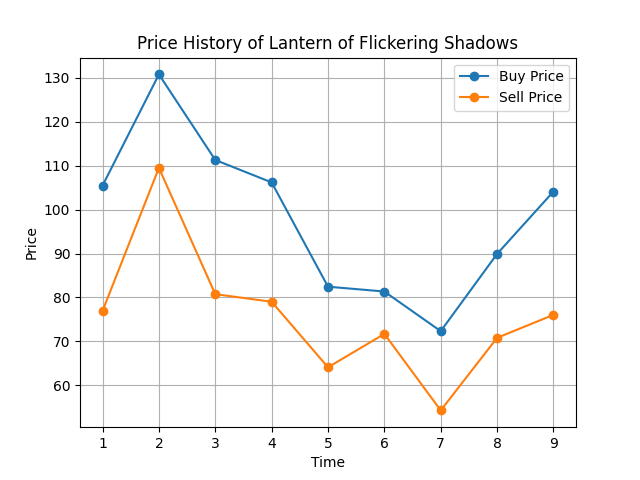 Price History of Lantern of Flickering Shadows
Buy Price
Sell Price
130
120
110
100
90
80
70
60
Price
1 2 3 4 5 6 7 8 9
Time